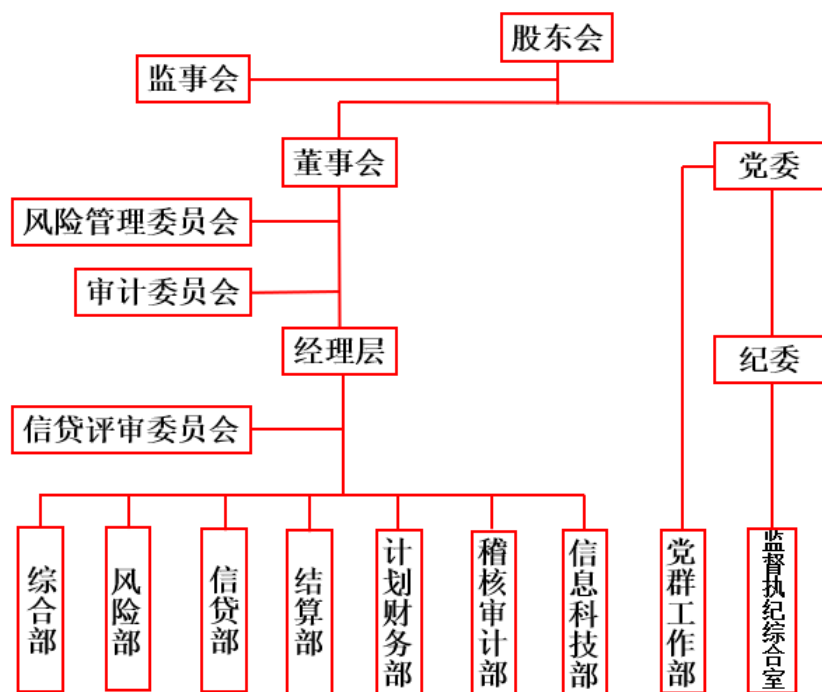 股东会
监事会
董事会
党委
风险管理委员会
审计委员会
经理层
纪委
信贷评审委员会
综合部
风险部
信贷部
结算部
计划财务部
稽核审计部
信息科技部
党群工作部
监督执纪综合室